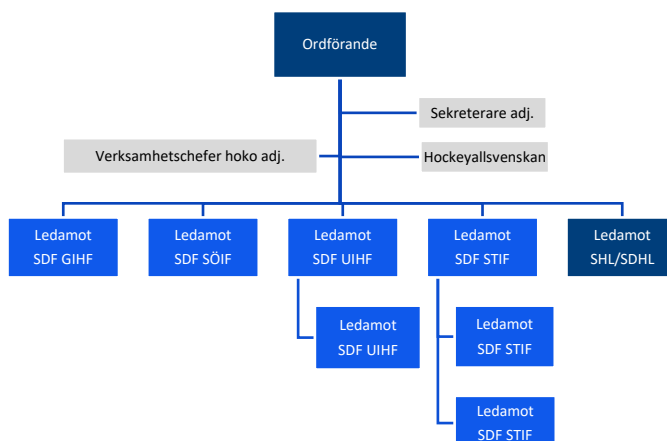 Ordförande
Sekreterare adj.
Verksamhetschefer hoko adj.
Hockeyallsvenskan
Ledamot
SDF GIHF
Ledamot
SDF SÖIF
Ledamot
SDF UIHF
Ledamot
SDF STIF
Ledamot
SHL/SDHL
Ledamot
SDF UIHF
Ledamot
SDF STIF
Ledamot
SDF STIF